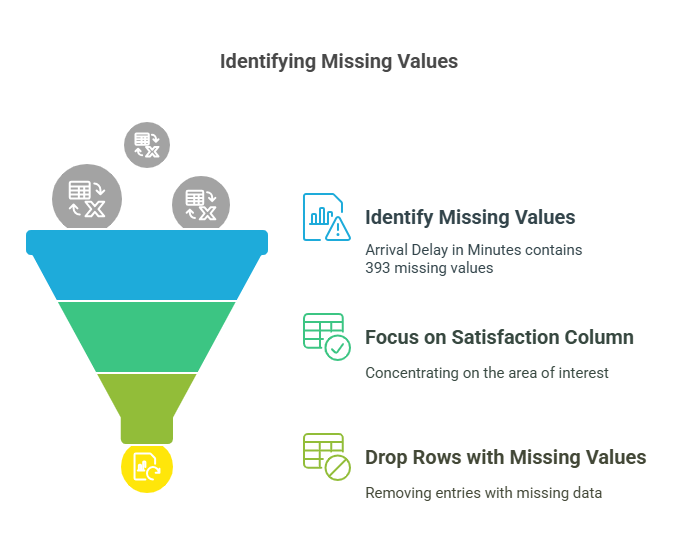 Identifying Missing Values
Identify Missing Values
Arrival Delay in Minutes contains
393 missing values
Focus on Satisfaction Column
Concentrating on the area of interest
Drop Rows with Missing Values
Removing entries with missing data